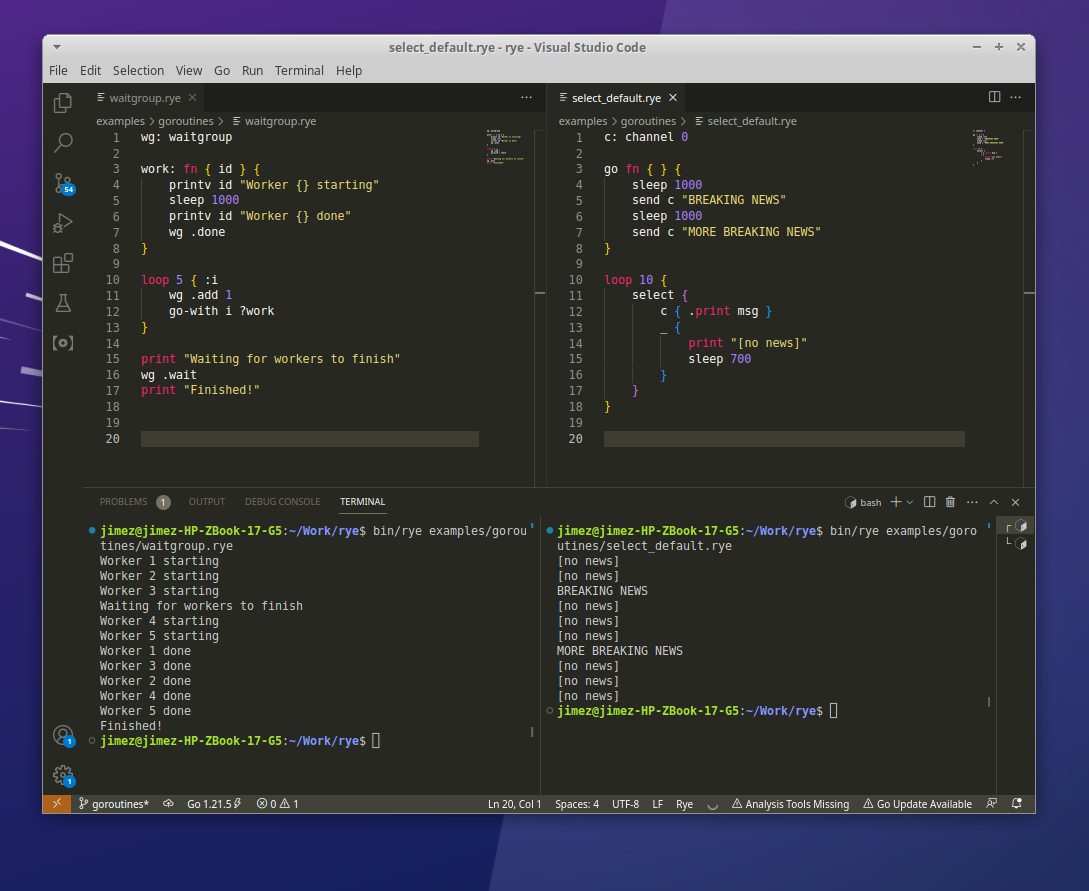 select_default.rye - rye - Visual Studio Code
File Edit Selection View Go Run Terminal Help
waitgroup.rye
examples > goroutines > waitgroup.rye
1 wg: waitgroup
2
3 work: fn { id } {
4     printv id "Worker {} starting"
5     sleep 1000
6     printv id "Worker {} done"
7     wg .done
8 }
9
10 loop 5 { :i
11     wg .add 1
12     go-with i ?work
13 }
14
15 print "Waiting for workers to finish"
16 wg .wait
17 print "Finished!"
18
19
20
select_default.rye
examples > goroutines > select_default.rye
1 c: channel 0
2
3 go fn { } {
4     sleep 1000
5     send c "BREAKING NEWS"
6     sleep 1000
7     send c "MORE BREAKING NEWS"
8 }
9
10 loop 10 {
11     select {
12         c { .print msg }
13         _ {
14             print "[no news]"
15             sleep 700
16         }
17     }
18 }
19
20
54
PROBLEMS 1 OUTPUT DEBUG CONSOLE TERMINAL
bash
jimez@jimez-HP-ZBook-17-G5:~/Work/rye$ bin/rye examples/gorou
tines/waitgroup.rye
Worker 1 starting
Worker 2 starting
Worker 3 starting
Waiting for workers to finish
Worker 4 starting
Worker 5 starting
Worker 1 done
Worker 3 done
Worker 2 done
Worker 4 done
Worker 5 done
Finished!
jimez@jimez-HP-ZBook-17-G5:~/Work/rye$
jimez@jimez-HP-ZBook-17-G5:~/Work/rye$ bin/rye examples/goro
utines/select_default.rye
[no news]
[no news]
BREAKING NEWS
[no news]
[no news]
[no news]
MORE BREAKING NEWS
[no news]
[no news]
[no news]
jimez@jimez-HP-ZBook-17-G5:~/Work/rye$
1
1
goroutines* Go 1.21.5 0 1 Ln 20, Col 1 Spaces: 4 UTF-8 LF Rye Analysis Tools Missing Go Update Available